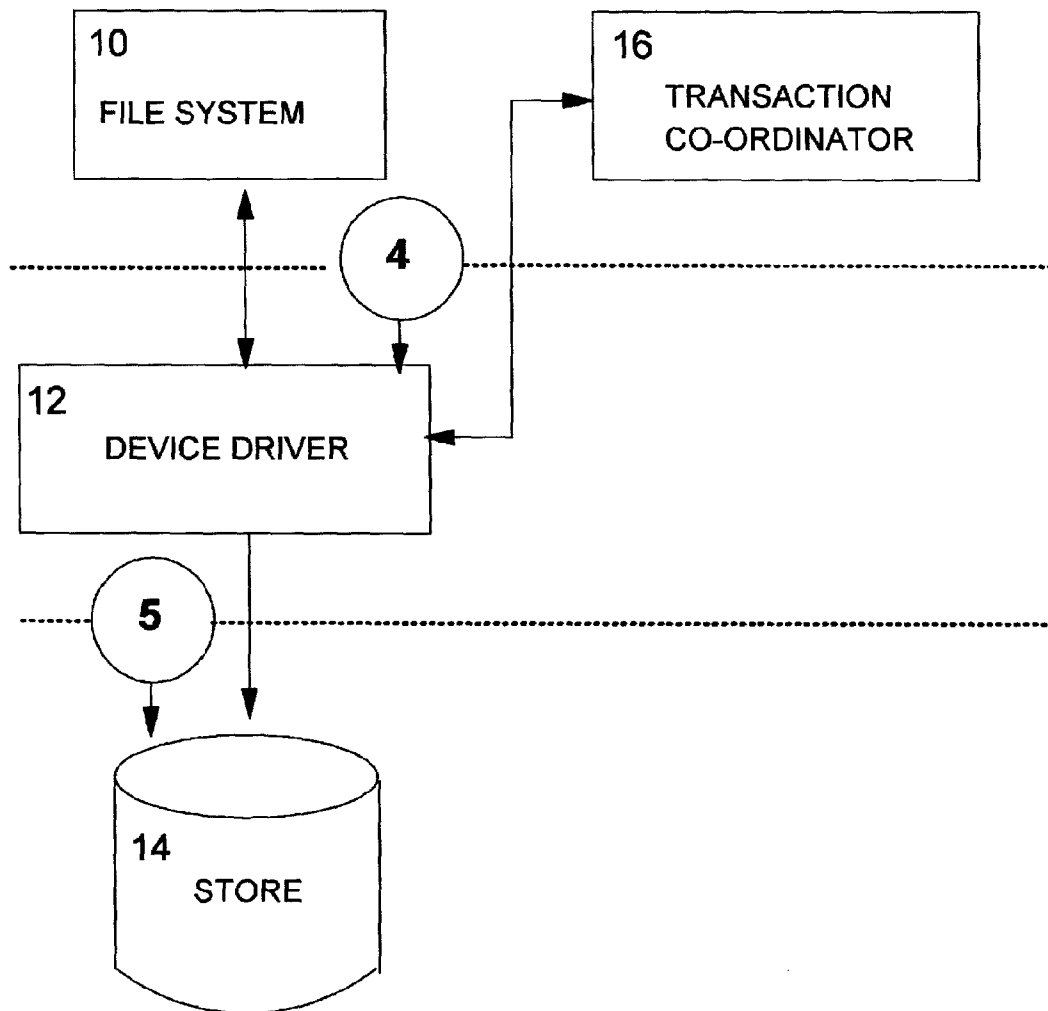 10
FILE SYSTEM
16
TRANSACTION
CO-ORDINATOR
4
12
DEVICE DRIVER
5
14
STORE